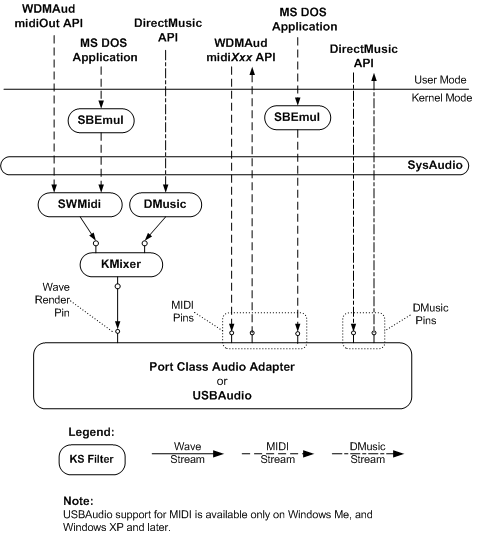 WDMAud
midiOut API
MS DOS
Application
DirectMusic
API
WDMAud
midiXxx API
MS DOS
Application
DirectMusic
API
User Mode
Kernel Mode
SBEmul
SBEmul
SysAudio
SWMidi
DMusic
KMixer
Wave
Render
Pin
MIDI
Pins
DMusic
Pins
Port Class Audio Adapter
or
USBAudio
Legend:
KS Filter
Wave
Stream
MIDI
Stream
DMusic
Stream
Note:
USBAudio support for MIDI is available only on Windows Me, and
Windows XP and later.